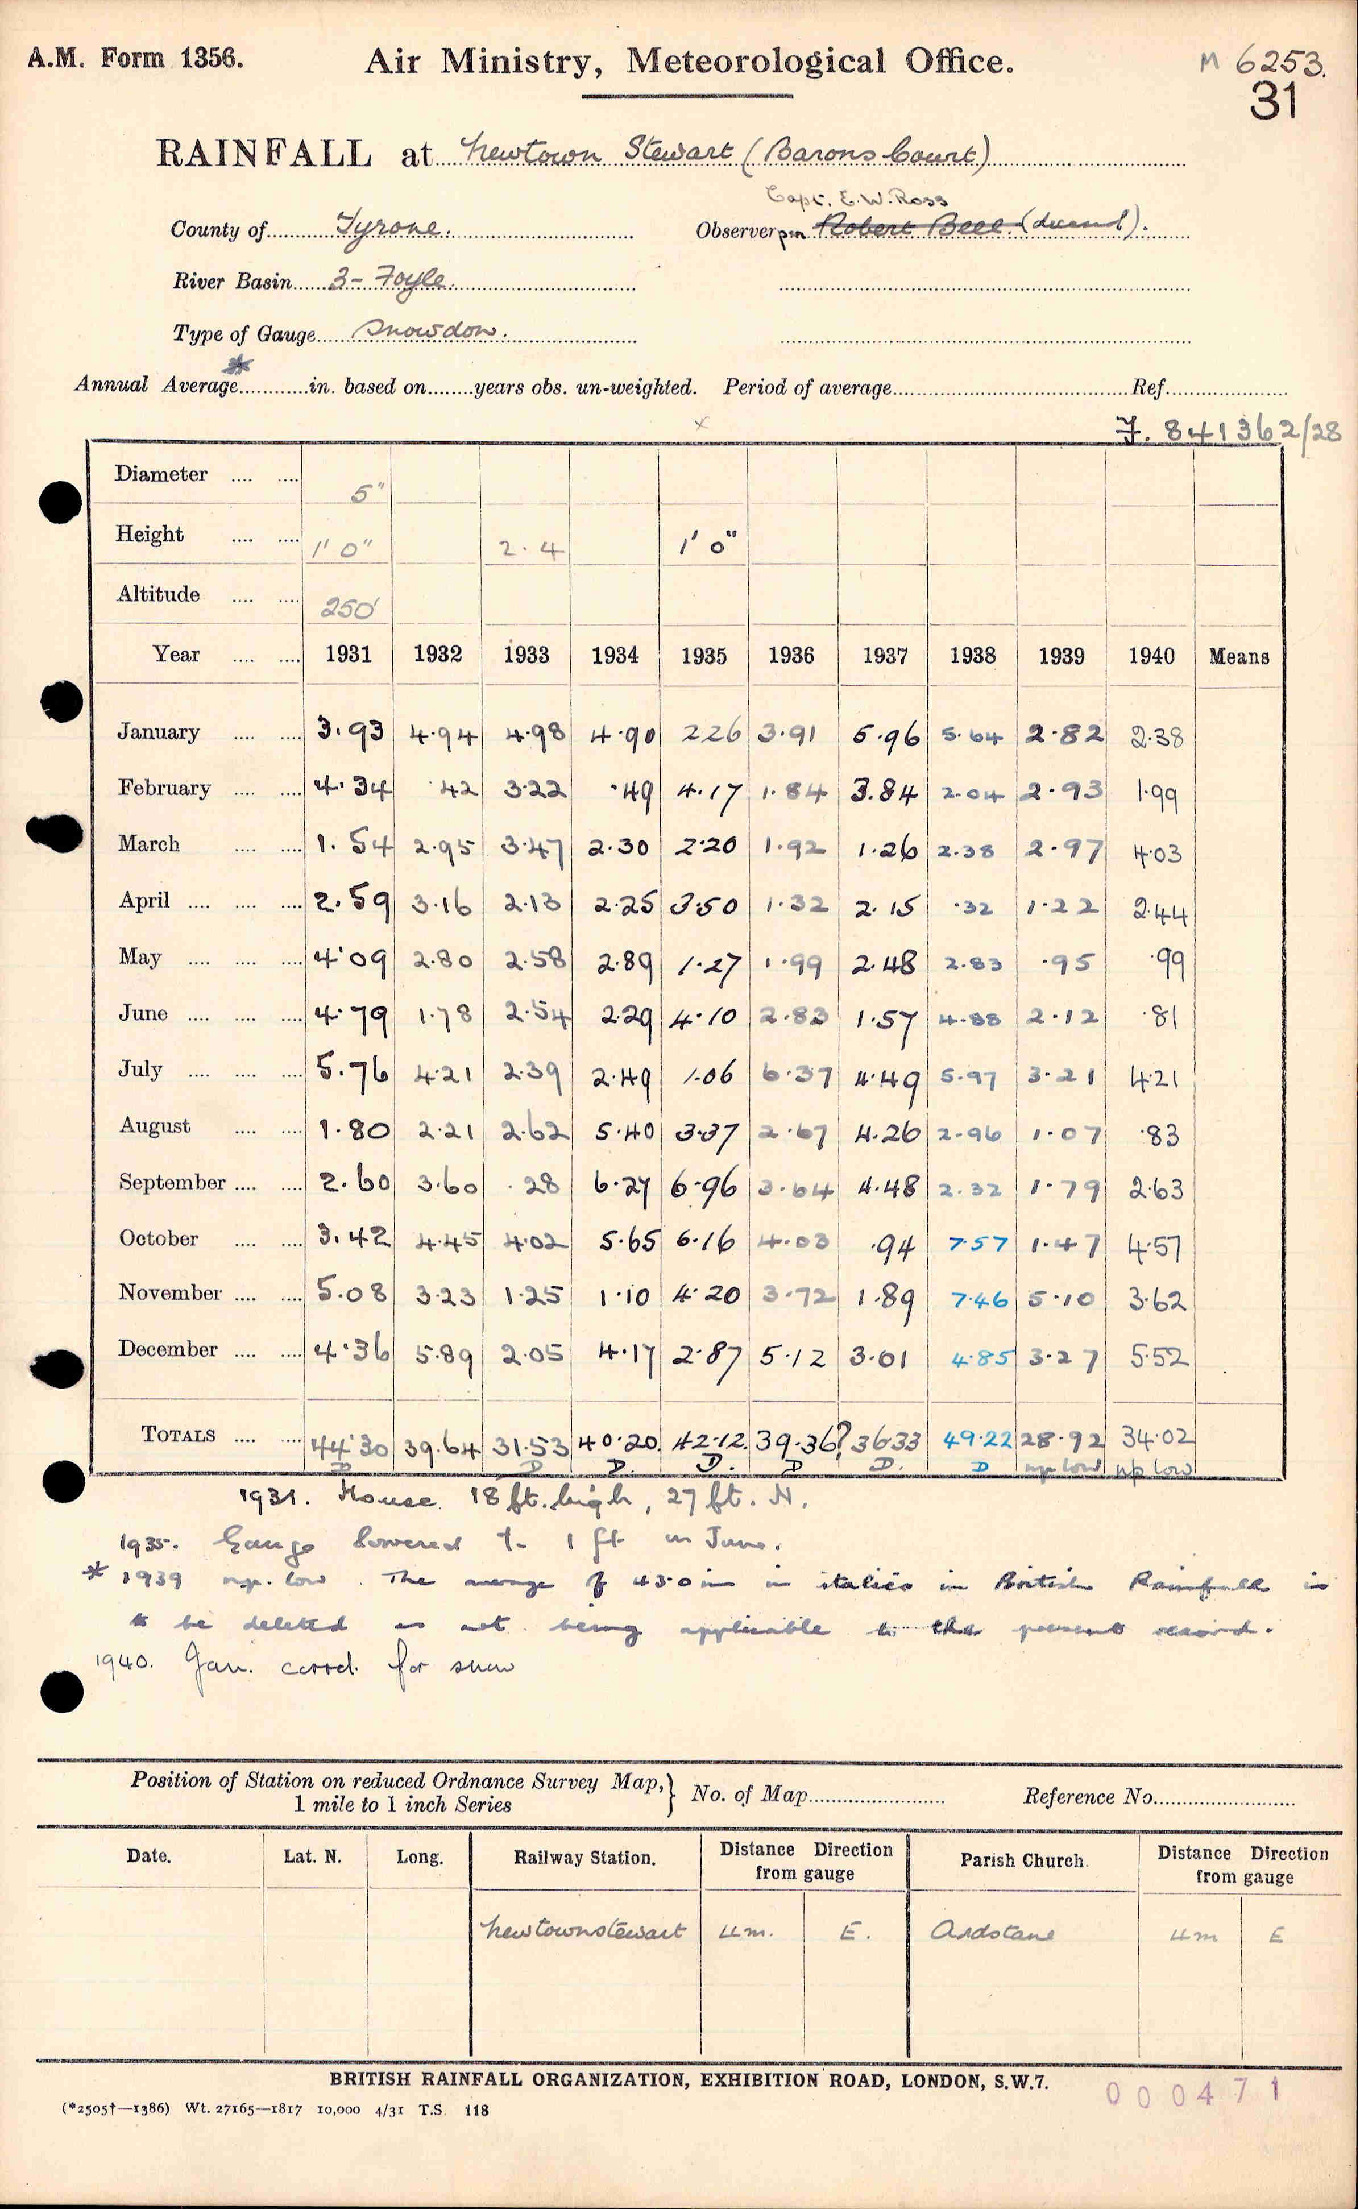 A.M. Form 1356.
Air Ministry, Meteorological Office.
M 6253.
31
RAINFALL at Newtown Stewart (Barons Court)
Capt. E.W. Ross
County of Tyrone. Observer per Robert Bell (decend).
River Basin 3 - Foyle.
Type of Gauge Snowdon.
Annual Average* in. based on years obs. un-weighted. Period of average Ref.
x
I. 841362/28
Diameter .... .... 5"
Height .... .... 1' 0" 2. 4 1' 0"
Altitude .... .... 250'
Year .... .... 1931 1932 1933 1934 1935 1936 1937 1938 1939 1940 Means
January .... .... 3.93 4.94 4.98 4.90 2.26 3.91 5.96 5.64 2.82 2.38
February .... .... 4.34 .42 3.22 .49 4.17 1.84 3.84 2.04 2.93 1.99
March .... .... 1.54 2.95 3.47 2.30 2.20 1.92 1.26 2.38 2.97 4.03
April .... .... .... 2.59 3.16 2.13 2.25 3.50 1.32 2.15 .32 1.22 2.44
May .... .... .... 4.09 2.80 2.58 2.89 1.27 1.99 2.48 2.83 .95 .99
June .... .... .... 4.79 1.78 2.54 2.29 4.10 2.83 1.57 4.88 2.12 .81
July .... .... .... 5.76 4.21 2.39 2.49 1.06 6.37 4.49 5.97 3.21 4.21
August .... .... 1.80 2.21 2.62 5.40 3.37 2.67 4.26 2.96 1.07 .83
September .... .... 2.60 3.60 .28 6.27 6.96 3.64 4.48 2.32 1.79 2.63
October .... .... 3.42 4.45 4.02 5.65 6.16 4.03 .94 7.57 1.47 4.57
November .... .... 5.08 3.23 1.25 1.10 4.20 3.72 1.89 7.46 5.10 3.62
December .... .... 4.36 5.89 2.05 4.17 2.87 5.12 3.01 4.85 3.27 5.52
TOTALS .... .... 44.30 39.64 31.53 40.20. 42.12. 39.36? 36.33 49.22 28.92 34.02
D D D. D. D D. D up low up low
1931. House 18 ft. high, 27 ft. N.
1935. Gauge lowered to 1 ft in June.
* 1939 up. low. The average of 43.0 in in italics in British Rainfall is
to be deleted as not being applicable to the present record.
1940. Jan. corrd. for snow
Position of Station on reduced Ordnance Survey Map,} No. of Map Reference No.
1 mile to 1 inch Series
Date. Lat. N. Long. Railway Station. Distance Direction from gauge Parish Church. Distance Direction from gauge
Newtownstewart 4m. E. Ardstane 4m E
BRITISH RAINFALL ORGANIZATION, EXHIBITION ROAD, LONDON, S.W.7.
000471
(*2505†—1386) Wt. 27165—1817 10,000 4/31 T.S. 118